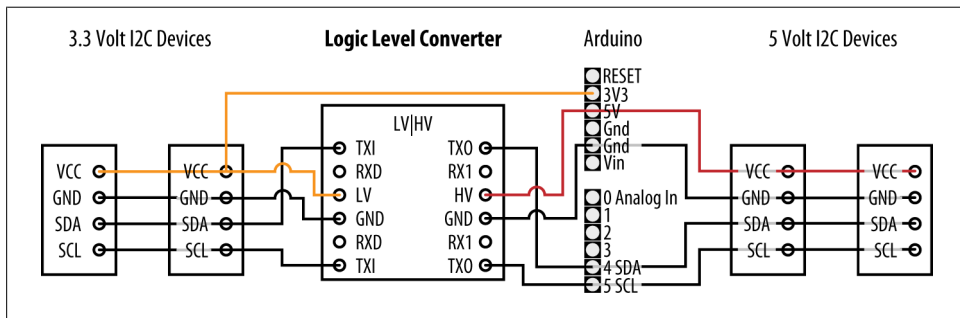 3.3 Volt I2C Devices
Logic Level Converter
Arduino
5 Volt I2C Devices
VCC
GND
SDA
SCL
VCC
GND
SDA
SCL
LV|HV
TXI
RXD
LV
GND
RXD
TXI
TX0
RX1
HV
GND
RX1
TX0
RESET
3V3
5V
Gnd
Gnd
Vin
0 Analog In
1
2
3
4 SDA
5 SCL
VCC
GND
SDA
SCL
VCC
GND
SDA
SCL